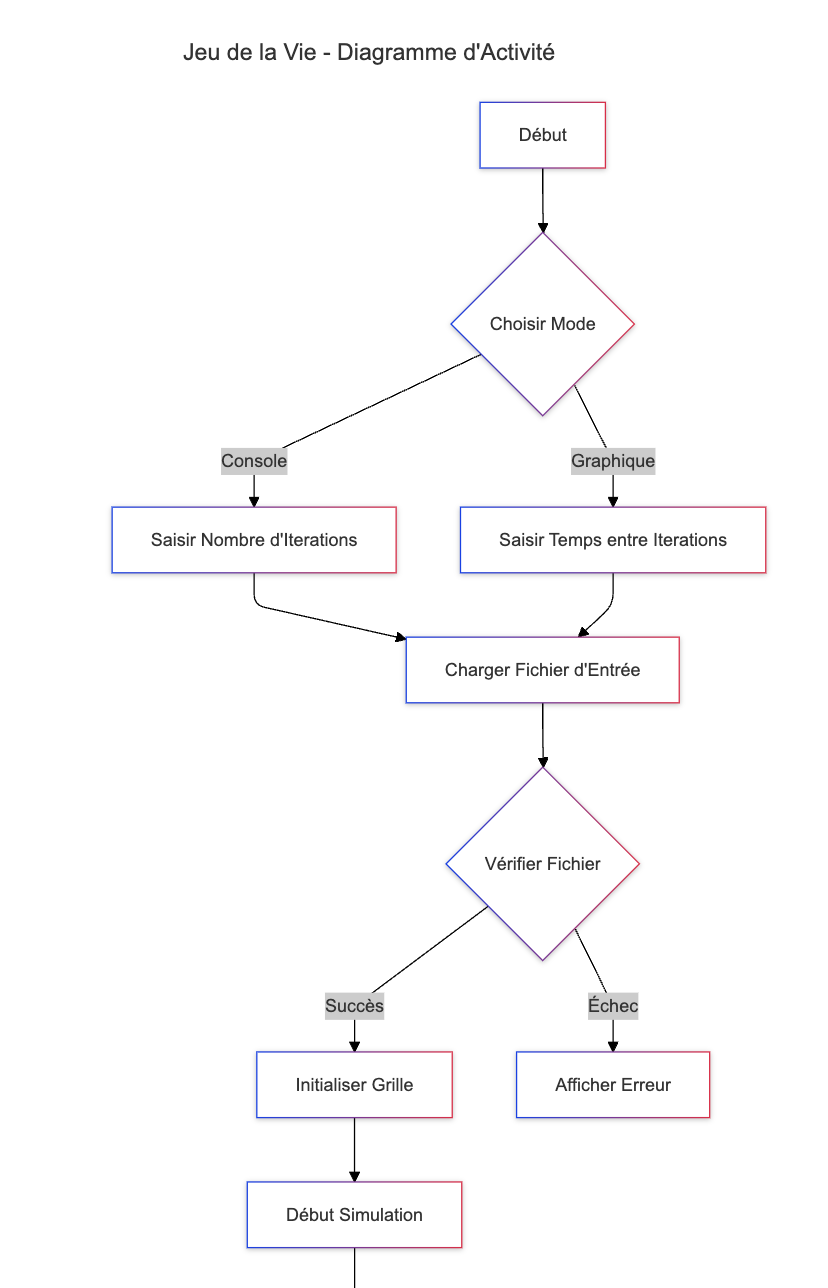 Jeu de la Vie - Diagramme d'Activité
Début
Choisir Mode
Console
Graphique
Saisir Nombre d'Iterations
Saisir Temps entre Iterations
Charger Fichier d'Entrée
Vérifier Fichier
Succès
Échec
Initialiser Grille
Afficher Erreur
Début Simulation